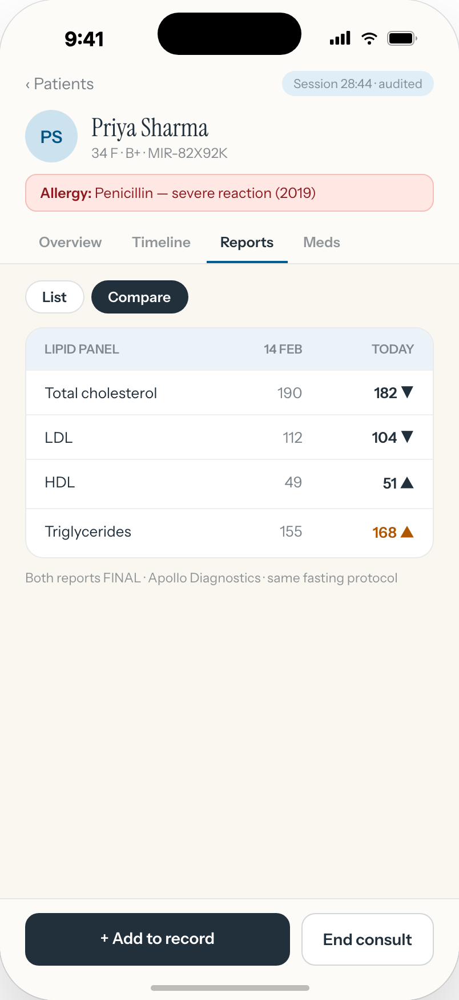 9:41
‹ Patients
Session 28:44 · audited
PS
Priya Sharma
34 F · B+ · MIR-82X92K
Allergy: Penicillin — severe reaction (2019)
Overview Timeline Reports Meds
List Compare
LIPID PANEL 14 FEB TODAY
Total cholesterol 190 182 ▼
LDL 112 104 ▼
HDL 49 51 ▲
Triglycerides 155 168 ▲
Both reports FINAL · Apollo Diagnostics · same fasting protocol
+ Add to record
End consult